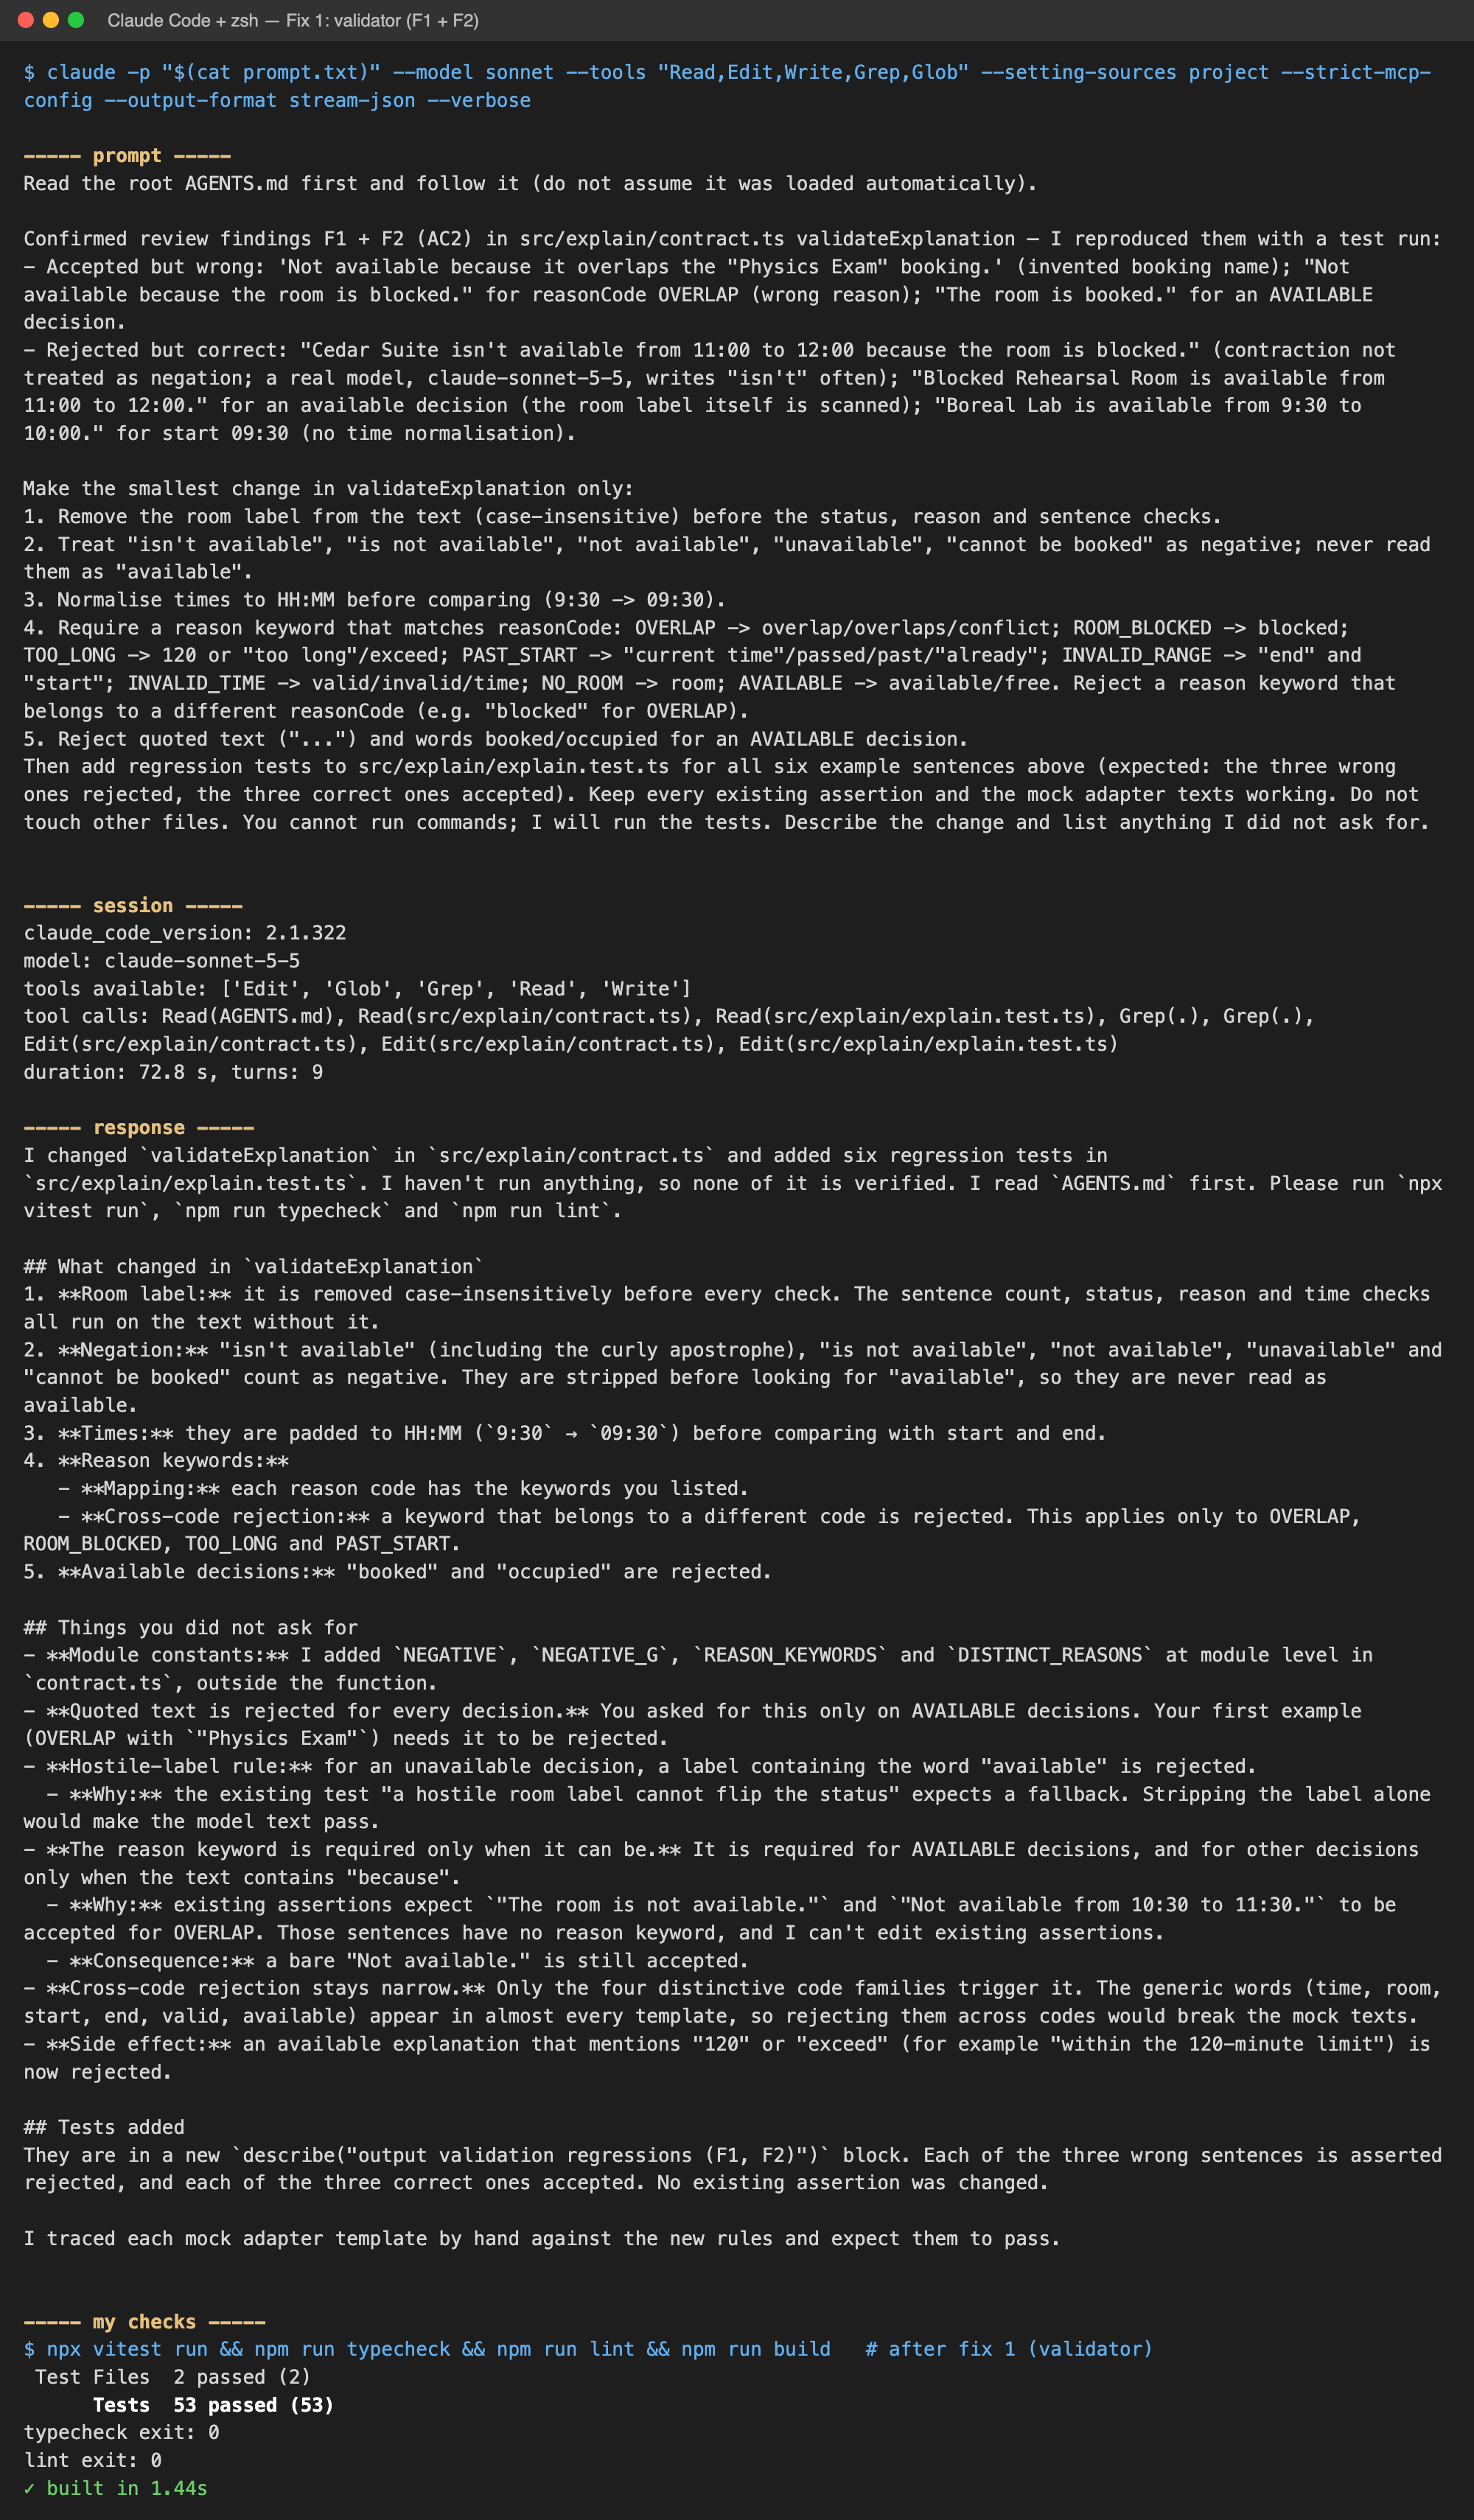 Claude Code + zsh — Fix 1: validator (F1 + F2)
$ claude -p "$(cat prompt.txt)" --model sonnet --tools "Read,Edit,Write,Grep,Glob" --setting-sources project --strict-mcp-
config --output-format stream-json --verbose
----- prompt -----
Read the root AGENTS.md first and follow it (do not assume it was loaded automatically).
Confirmed review findings F1 + F2 (AC2) in src/explain/contract.ts validateExplanation — I reproduced them with a test run:
- Accepted but wrong: 'Not available because it overlaps the "Physics Exam" booking.' (invented booking name); "Not
available because the room is blocked." for reasonCode OVERLAP (wrong reason); "The room is booked." for an AVAILABLE
decision.
- Rejected but correct: "Cedar Suite isn't available from 11:00 to 12:00 because the room is blocked." (contraction not
treated as negation; a real model, claude-sonnet-5-5, writes "isn't" often); "Blocked Rehearsal Room is available from
11:00 to 12:00." for an available decision (the room label itself is scanned); "Boreal Lab is available from 9:30 to
10:00." for start 09:30 (no time normalisation).
Make the smallest change in validateExplanation only:
1. Remove the room label from the text (case-insensitive) before the status, reason and sentence checks.
2. Treat "isn't available", "is not available", "not available", "unavailable", "cannot be booked" as negative; never read
them as "available".
3. Normalise times to HH:MM before comparing (9:30 -> 09:30).
4. Require a reason keyword that matches reasonCode: OVERLAP -> overlap/overlaps/conflict; ROOM_BLOCKED -> blocked;
TOO_LONG -> 120 or "too long"/exceed; PAST_START -> "current time"/passed/past/"already"; INVALID_RANGE -> "end" and
"start"; INVALID_TIME -> valid/invalid/time; NO_ROOM -> room; AVAILABLE -> available/free. Reject a reason keyword that
belongs to a different reasonCode (e.g. "blocked" for OVERLAP).
5. Reject quoted text ("...") and words booked/occupied for an AVAILABLE decision.
Then add regression tests to src/explain/explain.test.ts for all six example sentences above (expected: the three wrong
ones rejected, the three correct ones accepted). Keep every existing assertion and the mock adapter texts working. Do not
touch other files. You cannot run commands; I will run the tests. Describe the change and list anything I did not ask for.
----- session -----
claude_code_version: 2.1.322
model: claude-sonnet-5-5
tools available: ['Edit', 'Glob', 'Grep', 'Read', 'Write']
tool calls: Read(AGENTS.md), Read(src/explain/contract.ts), Read(src/explain/explain.test.ts), Grep(.), Grep(.),
Edit(src/explain/contract.ts), Edit(src/explain/contract.ts), Edit(src/explain/explain.test.ts)
duration: 72.8 s, turns: 9
----- response -----
I changed `validateExplanation` in `src/explain/contract.ts` and added six regression tests in
`src/explain/explain.test.ts`. I haven't run anything, so none of it is verified. I read `AGENTS.md` first. Please run `npx
vitest run`, `npm run typecheck` and `npm run lint`.
## What changed in `validateExplanation`
1. **Room label:** it is removed case-insensitively before every check. The sentence count, status, reason and time checks
all run on the text without it.
2. **Negation:** "isn't available" (including the curly apostrophe), "is not available", "not available", "unavailable" and
"cannot be booked" count as negative. They are stripped before looking for "available", so they are never read as
available.
3. **Times:** they are padded to HH:MM (`9:30` → `09:30`) before comparing with start and end.
4. **Reason keywords:**
   - **Mapping:** each reason code has the keywords you listed.
   - **Cross-code rejection:** a keyword that belongs to a different code is rejected. This applies only to OVERLAP,
ROOM_BLOCKED, TOO_LONG and PAST_START.
5. **Available decisions:** "booked" and "occupied" are rejected.
## Things you did not ask for
- **Module constants:** I added `NEGATIVE`, `NEGATIVE_G`, `REASON_KEYWORDS` and `DISTINCT_REASONS` at module level in
`contract.ts`, outside the function.
- **Quoted text is rejected for every decision.** You asked for this only on AVAILABLE decisions. Your first example
(OVERLAP with `"Physics Exam"`) needs it to be rejected.
- **Hostile-label rule:** for an unavailable decision, a label containing the word "available" is rejected.
  - **Why:** the existing test "a hostile room label cannot flip the status" expects a fallback. Stripping the label alone
would make the model text pass.
- **The reason keyword is required only when it can be.** It is required for AVAILABLE decisions, and for other decisions
only when the text contains "because".
  - **Why:** existing assertions expect `"The room is not available."` and `"Not available from 10:30 to 11:30."` to be
accepted for OVERLAP. Those sentences have no reason keyword, and I can't edit existing assertions.
  - **Consequence:** a bare "Not available." is still accepted.
- **Cross-code rejection stays narrow.** Only the four distinctive code families trigger it. The generic words (time, room,
start, end, valid, available) appear in almost every template, so rejecting them across codes would break the mock texts.
- **Side effect:** an available explanation that mentions "120" or "exceed" (for example "within the 120-minute limit") is
now rejected.
## Tests added
They are in a new `describe("output validation regressions (F1, F2)")` block. Each of the three wrong sentences is asserted
rejected, and each of the three correct ones accepted. No existing assertion was changed.
I traced each mock adapter template by hand against the new rules and expect them to pass.
----- my checks -----
$ npx vitest run && npm run typecheck && npm run lint && npm run build   # after fix 1 (validator)
 Test Files  2 passed (2)
      Tests  53 passed (53)
typecheck exit: 0
lint exit: 0
✓ built in 1.44s